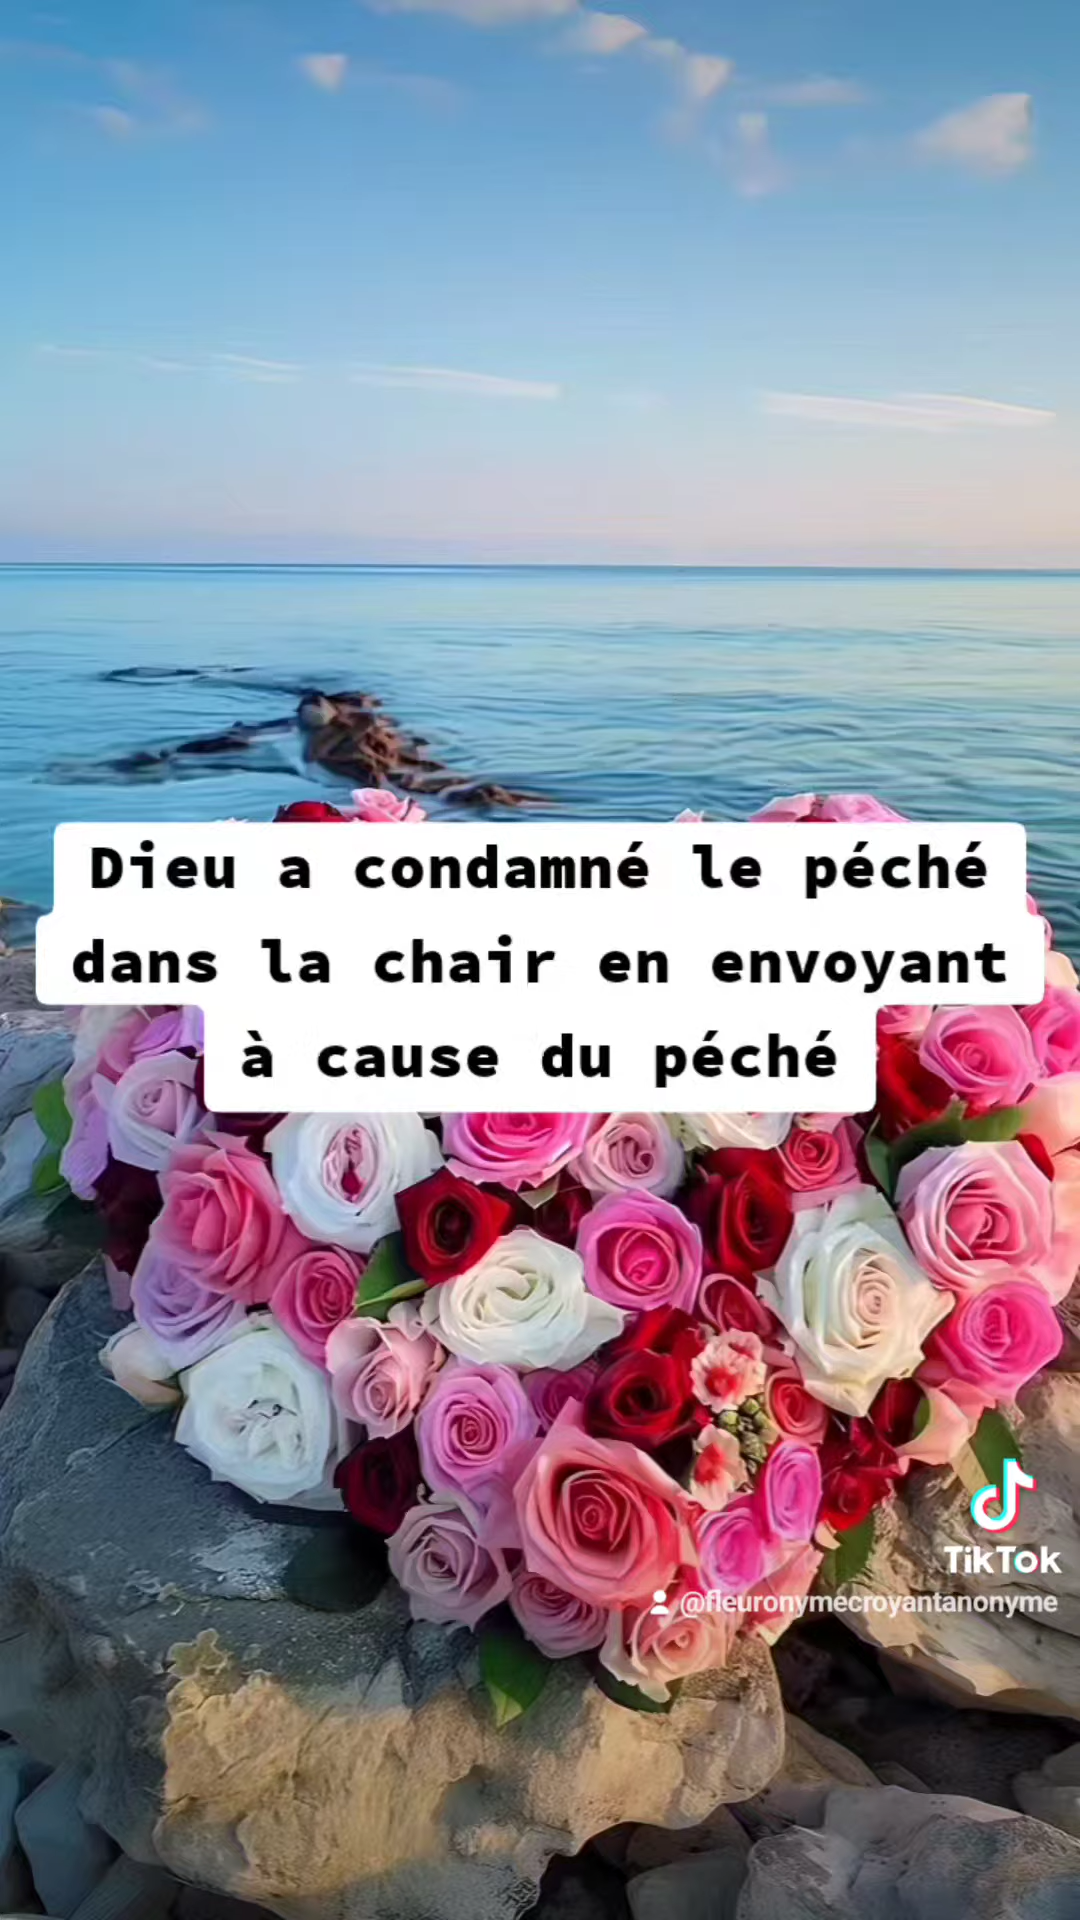 Dieu a condamné le péché
dans la chair en envoyant
à cause du péché
TikTok
@fleuronymecroyantanonyme